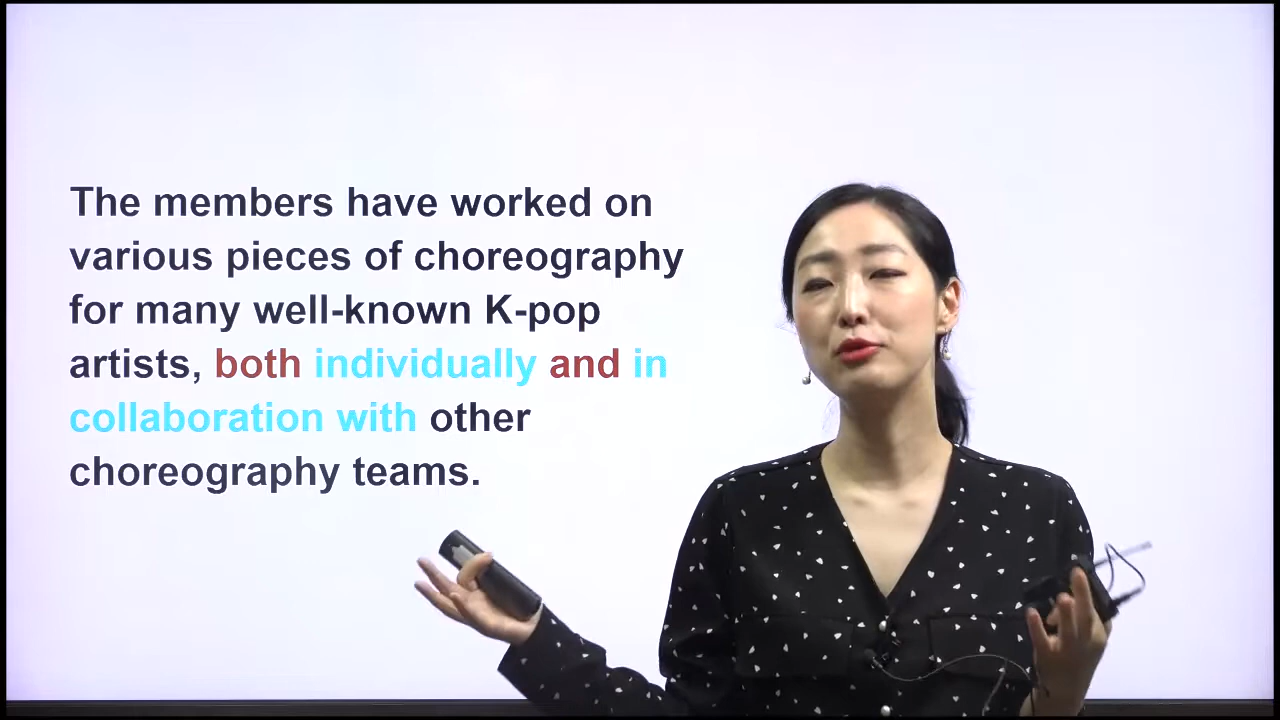 The members have worked on
various pieces of choreography
for many well-known K-pop
artists, both individually and in
collaboration with other
choreography teams.